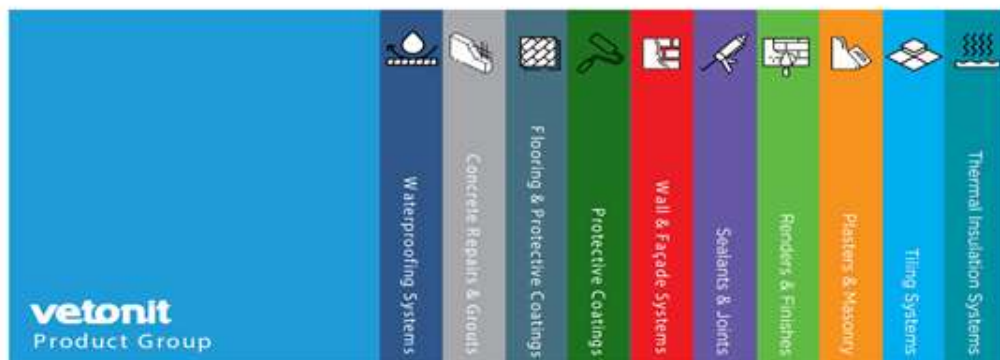 vetonit
Product Group
Waterproofing Systems
Concrete Repairs & Grouts
Flooring & Protective Coatings
Protective Coatings
Wall & Façade Systems
Sealants & Joints
Renders & Finishes
Plasters & Masonry
Tiling Systems
Thermal Insulation Systems